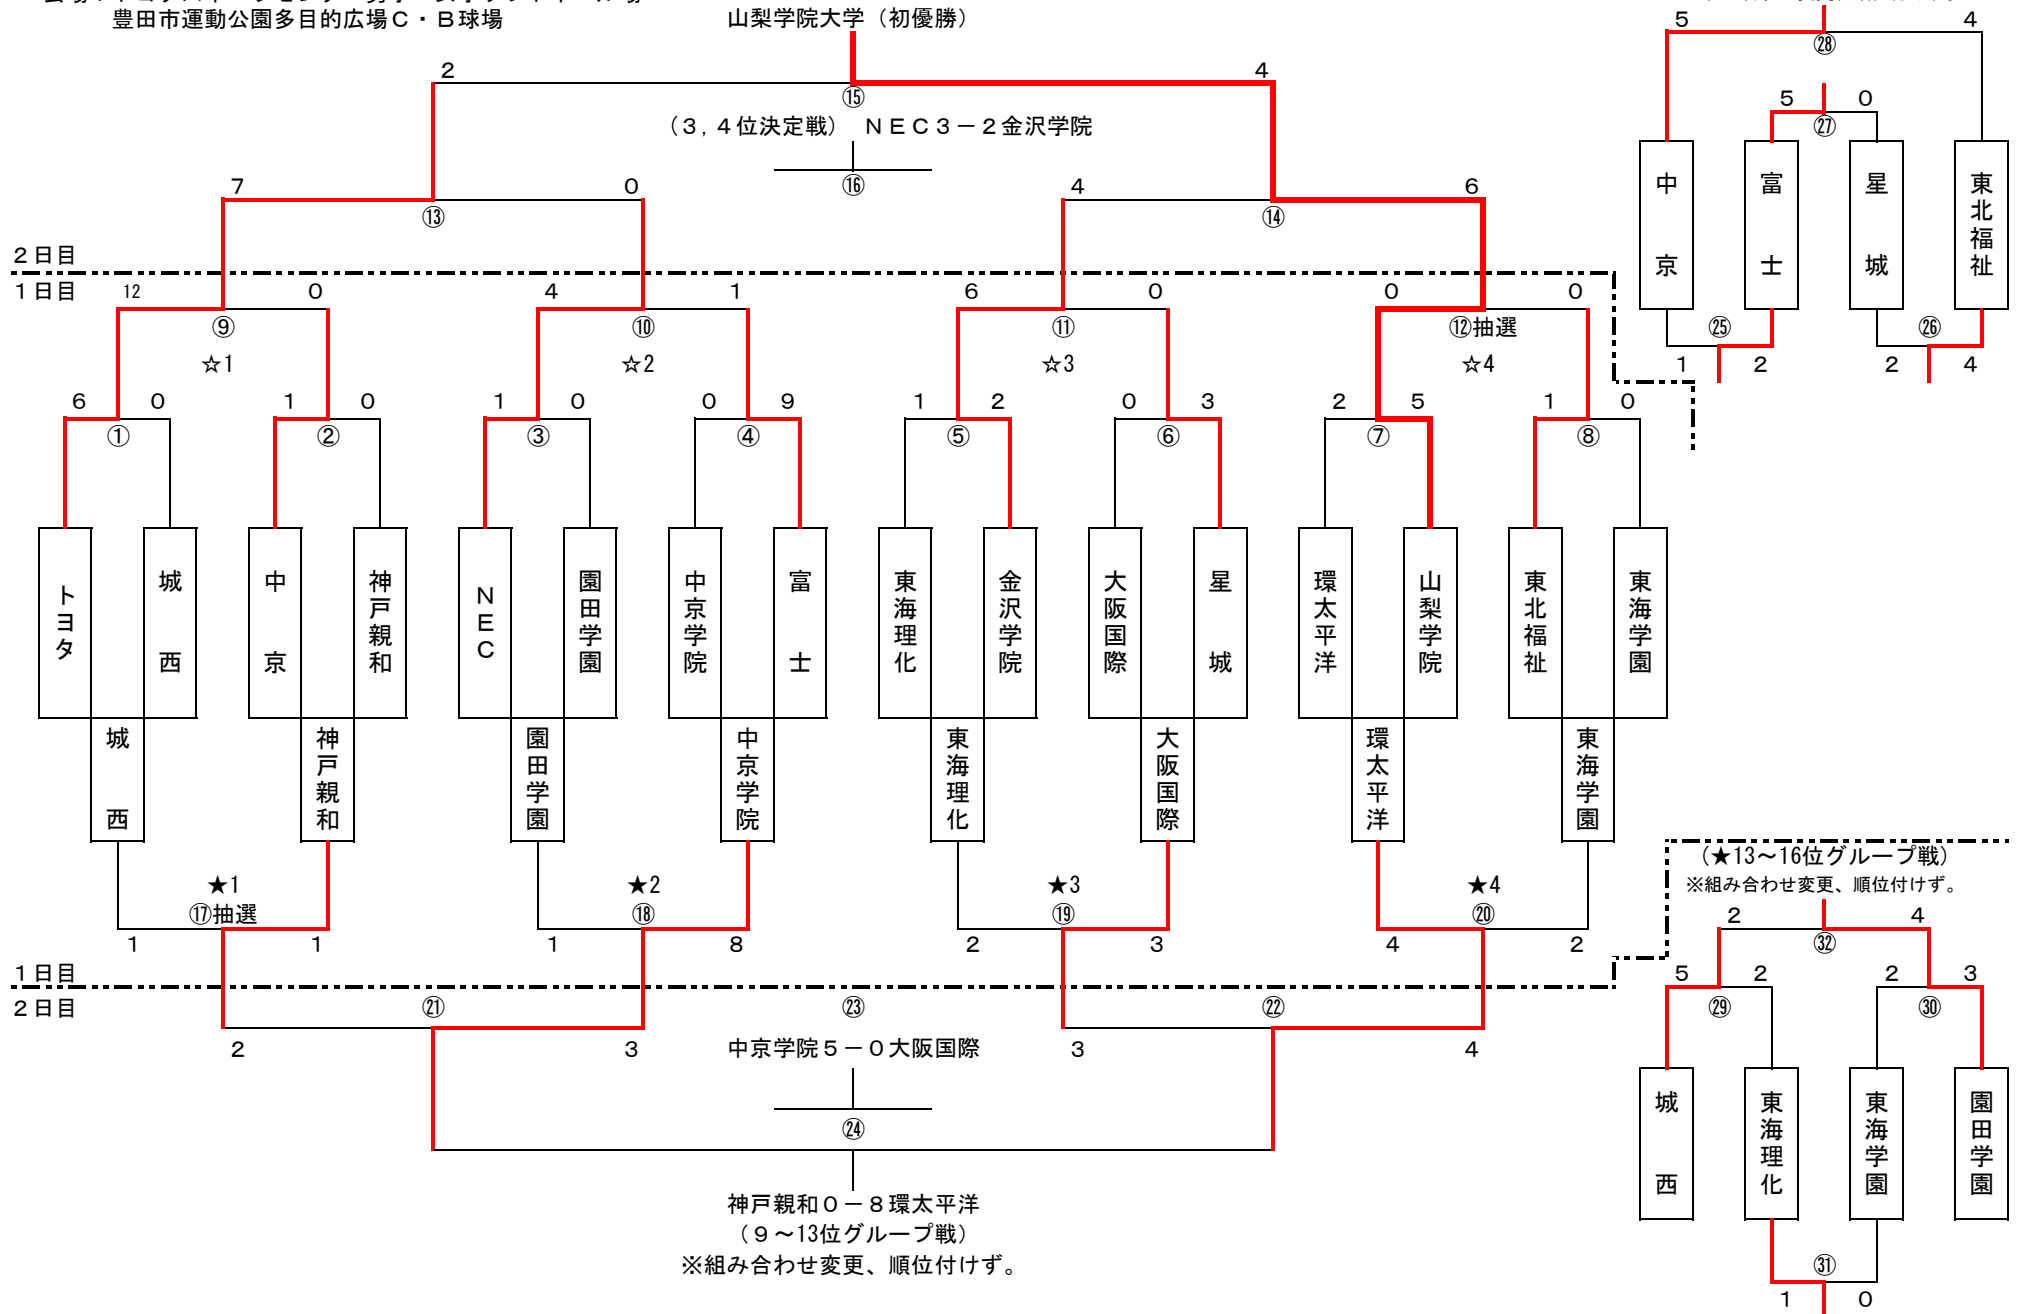 豊田市運動公園多目的広場Ｃ・Ｂ球場
山梨学院大学（初優勝）
5 4
㉘
2 4
⑮
5 0
㉗
（３,４位決定戦） ＮＥＣ３－２金沢学院
⑯
中京 富士 星城 東北福祉
7 0 4 6
⑬ ⑭
２日目
１日目
12 0 4 1 6 0 0 0
⑨ ⑩ ⑪ ⑫抽選
㉕ ㉖
1 2 2 4
☆1 ☆2 ☆3 ☆4
6 0 1 0 1 0 0 9 1 2 0 3 2 5 1 0
① ② ③ ④ ⑤ ⑥ ⑦ ⑧
トヨタ 城西 中京 神戸親和 ＮＥＣ 園田学園 中京学院 富士 東海理化 金沢学院 大阪国際 星城 環太平洋 山梨学院 東北福祉 東海学園
城西 神戸親和 園田学園 中京学院 東海理化 大阪国際 環太平洋 東海学園
★1 ★2 ★3 ★4
⑰抽選 ⑱ ⑲ ⑳
1 1 1 8 2 3 4 2
（★13～16位グループ戦）
※組み合わせ変更、順位付けず。
2 4
㉜
5 2 2 3
㉙ ㉚
城西 東海理化 東海学園 園田学園
㉛
1 0
１日目
２日目
㉑ ㉓ ㉒
2 3 3 4
中京学院５－０大阪国際
㉔
神戸親和０－８環太平洋
（９～13位グループ戦）
※組み合わせ変更、順位付けず。